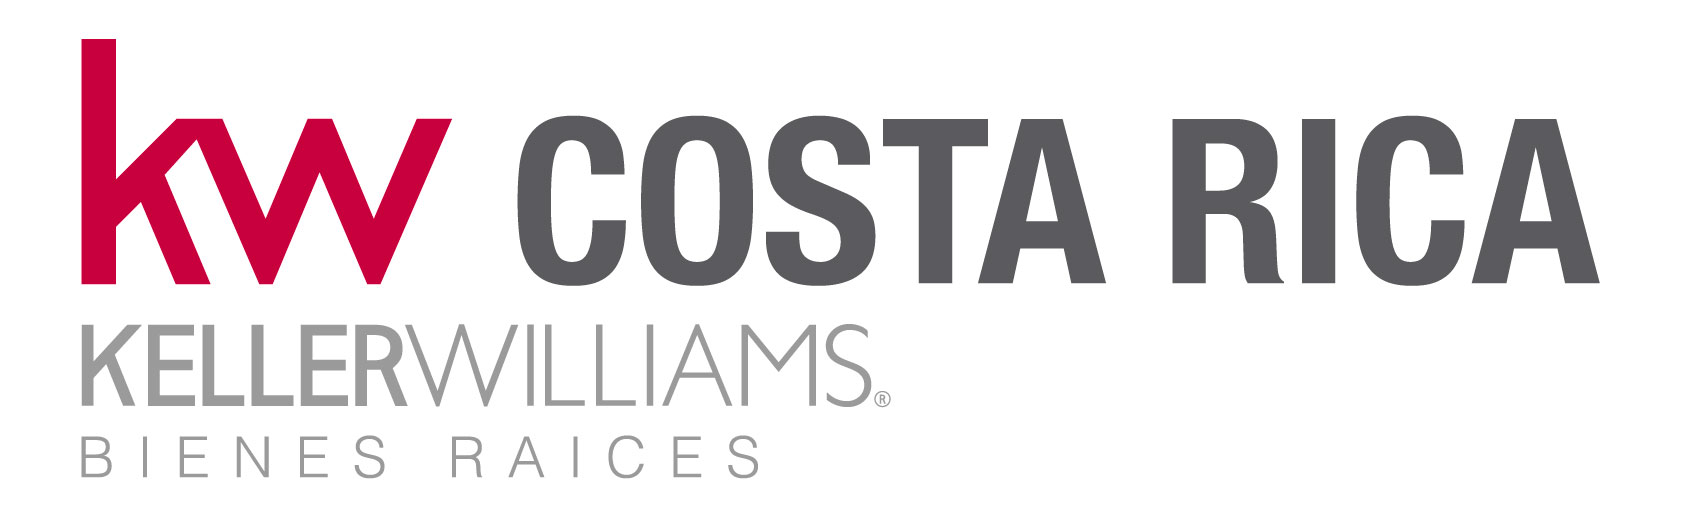 kw COSTA RICA
KELLERWILLIAMS®
BIENES RAICES